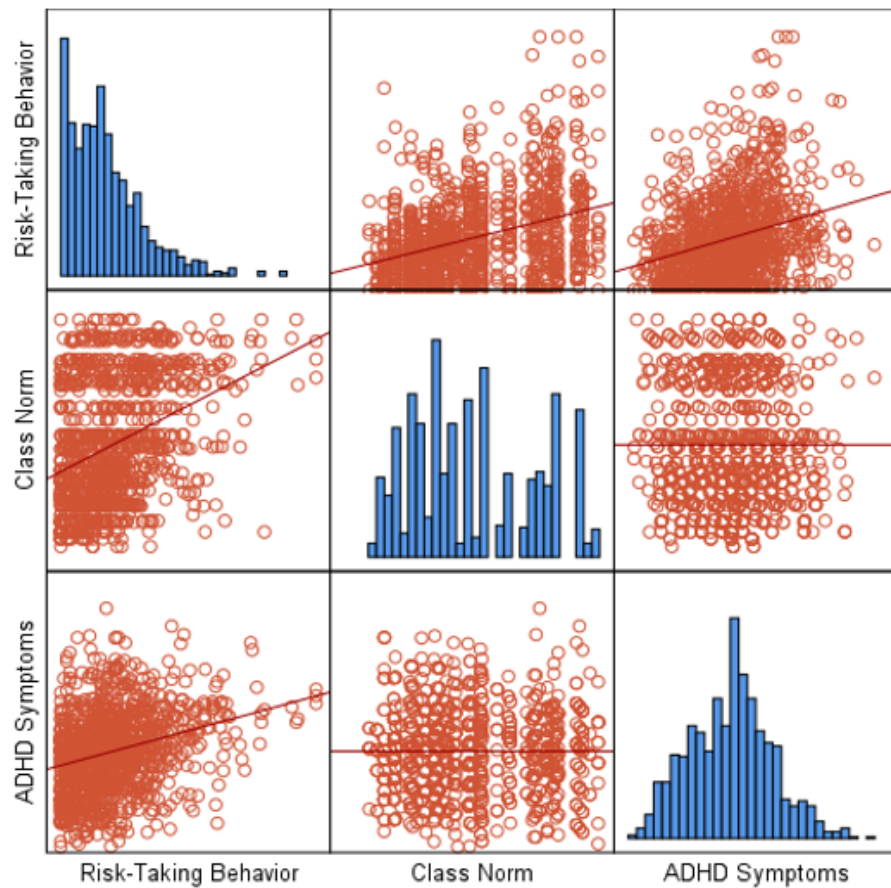 Risk-Taking Behavior
Class Norm
ADHD Symptoms
Risk-Taking Behavior
Class Norm
ADHD Symptoms